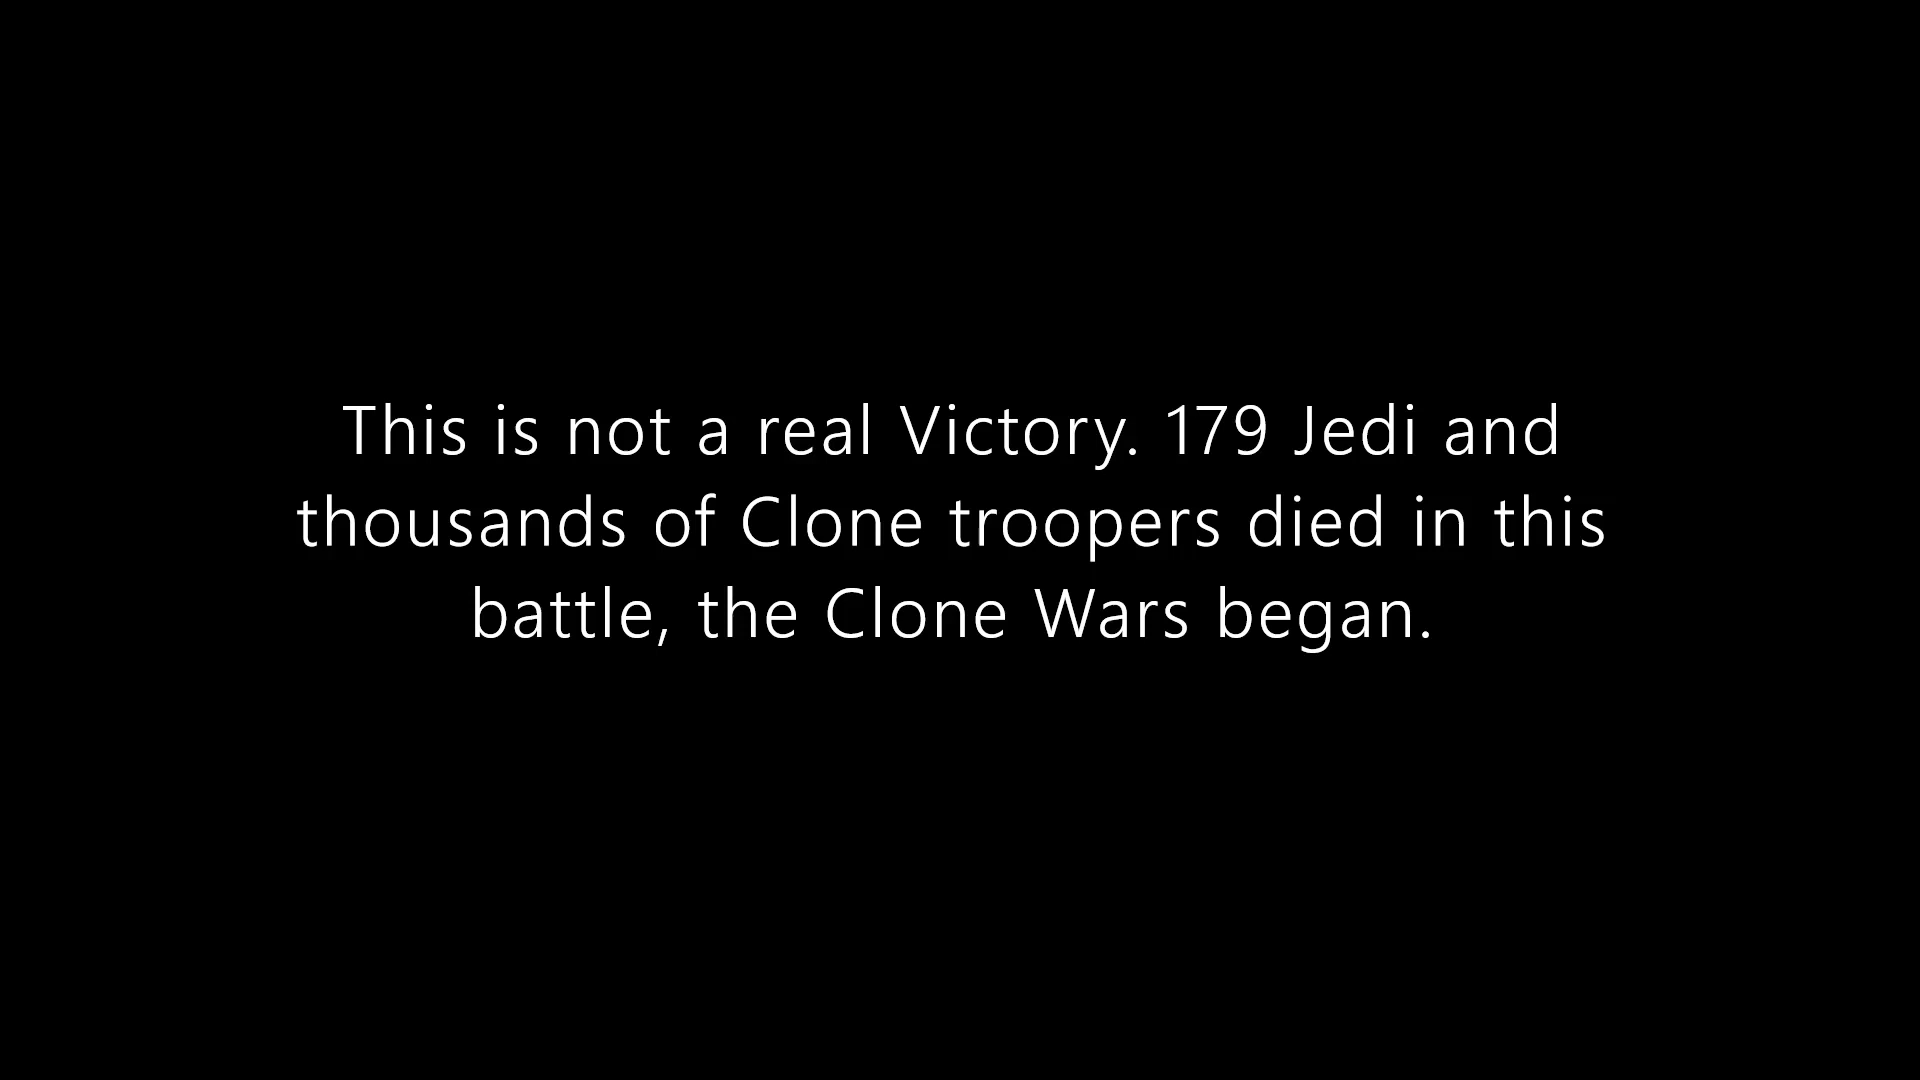 This is not a real Victory. 179 Jedi and
thousands of Clone troopers died in this
battle, the Clone Wars began.